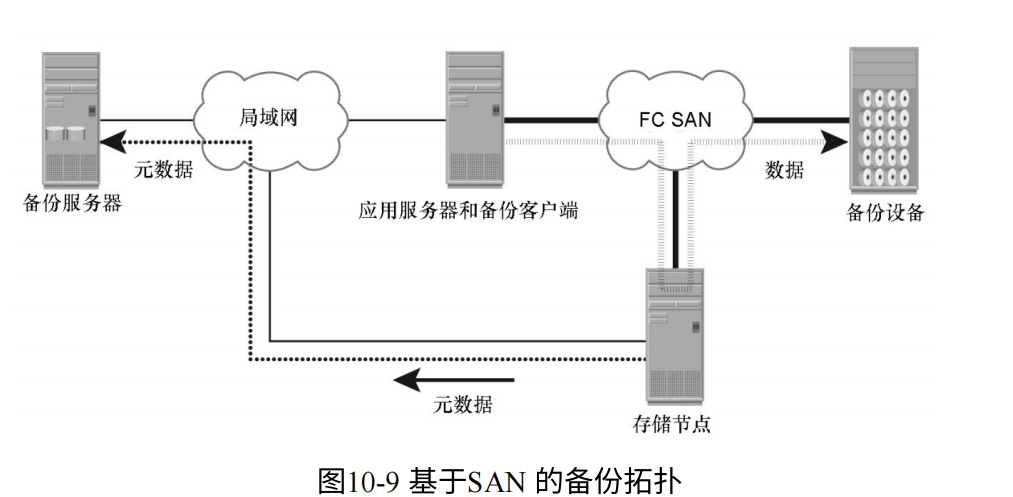 局域网
FC SAN
元数据
数据
备份服务器
应用服务器和备份客户端
备份设备
元数据
存储节点
图10-9 基于SAN 的备份拓扑